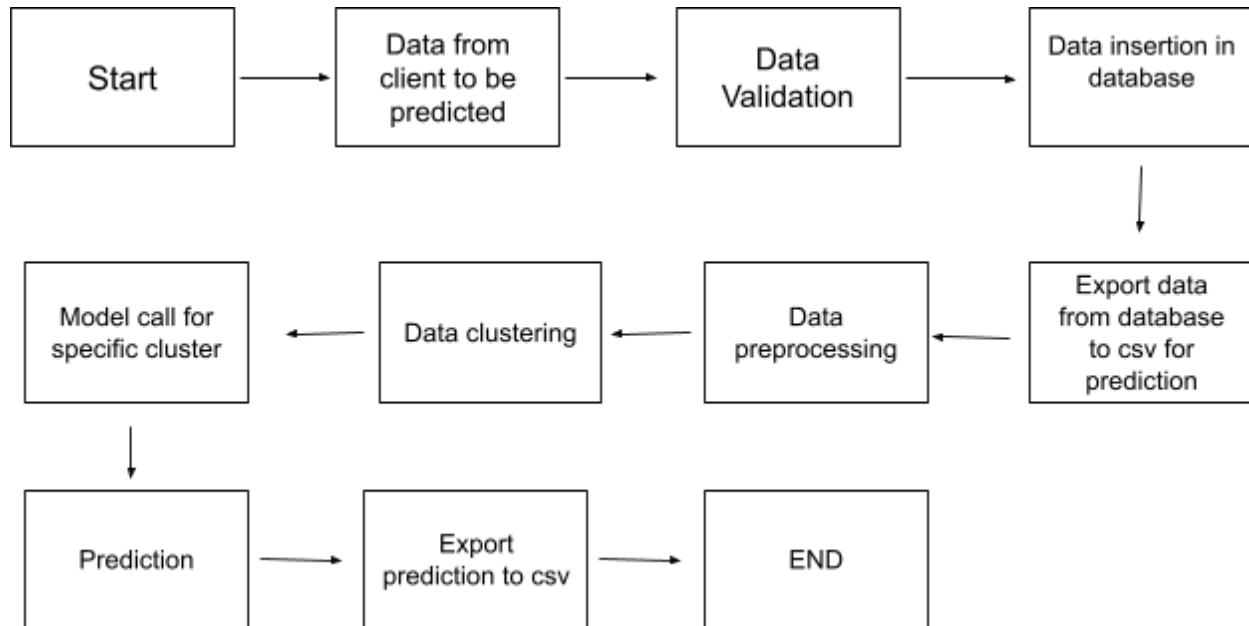 Start
Data from
client to be
predicted
Data
Validation
Data insertion in
database
Export data
from database
to csv for
prediction
Data
preprocessing
Data clustering
Model call for
specific cluster
Prediction
Export
prediction to csv
END